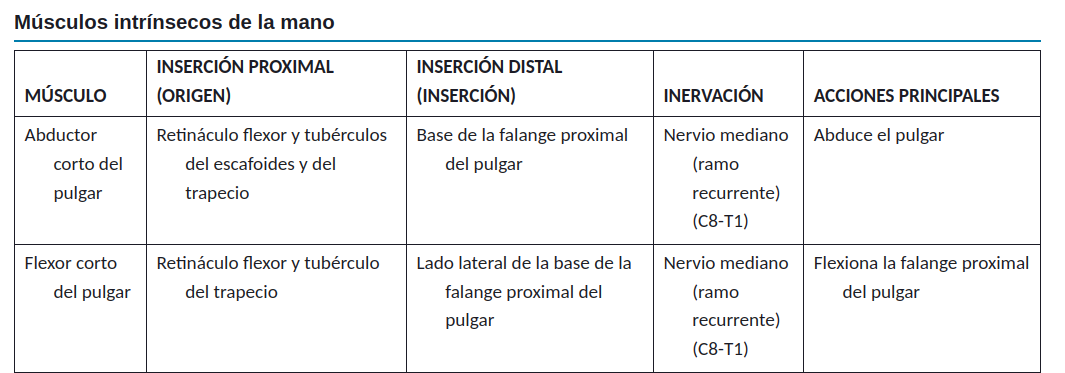 Músculos intrínsecos de la mano
MÚSCULO
INSERCIÓN PROXIMAL
(ORIGEN)
INSERCIÓN DISTAL
(INSERCIÓN)
INERVACIÓN
ACCIONES PRINCIPALES
Abductor
corto del
pulgar
Retináculo flexor y tubérculos
del escafoides y del
trapecio
Base de la falange proximal
del pulgar
Nervio mediano
(ramo
recurrente)
(C8-T1)
Abduce el pulgar
Flexor corto
del pulgar
Retináculo flexor y tubérculo
del trapecio
Lado lateral de la base de la
falange proximal del
pulgar
Nervio mediano
(ramo
recurrente)
(C8-T1)
Flexiona la falange proximal
del pulgar